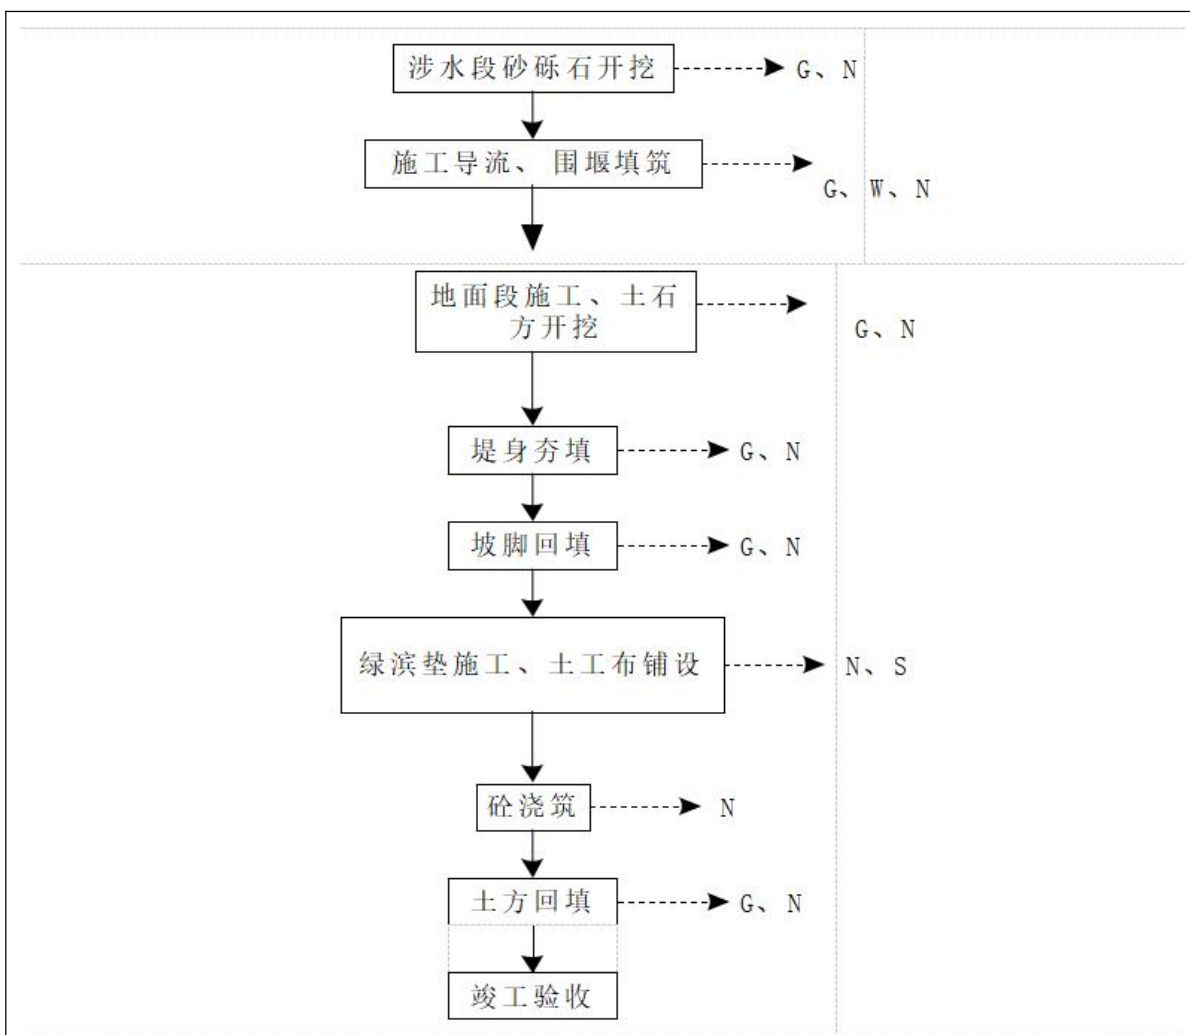 涉水段砂砾石开挖
G、N
施工导流、围堰填筑
G、W、N
地面段施工、土石
方开挖
G、N
堤身夯填
G、N
坡脚回填
G、N
绿滨垫施工、土工布铺设
N、S
砼浇筑
N
土方回填
G、N
竣工验收